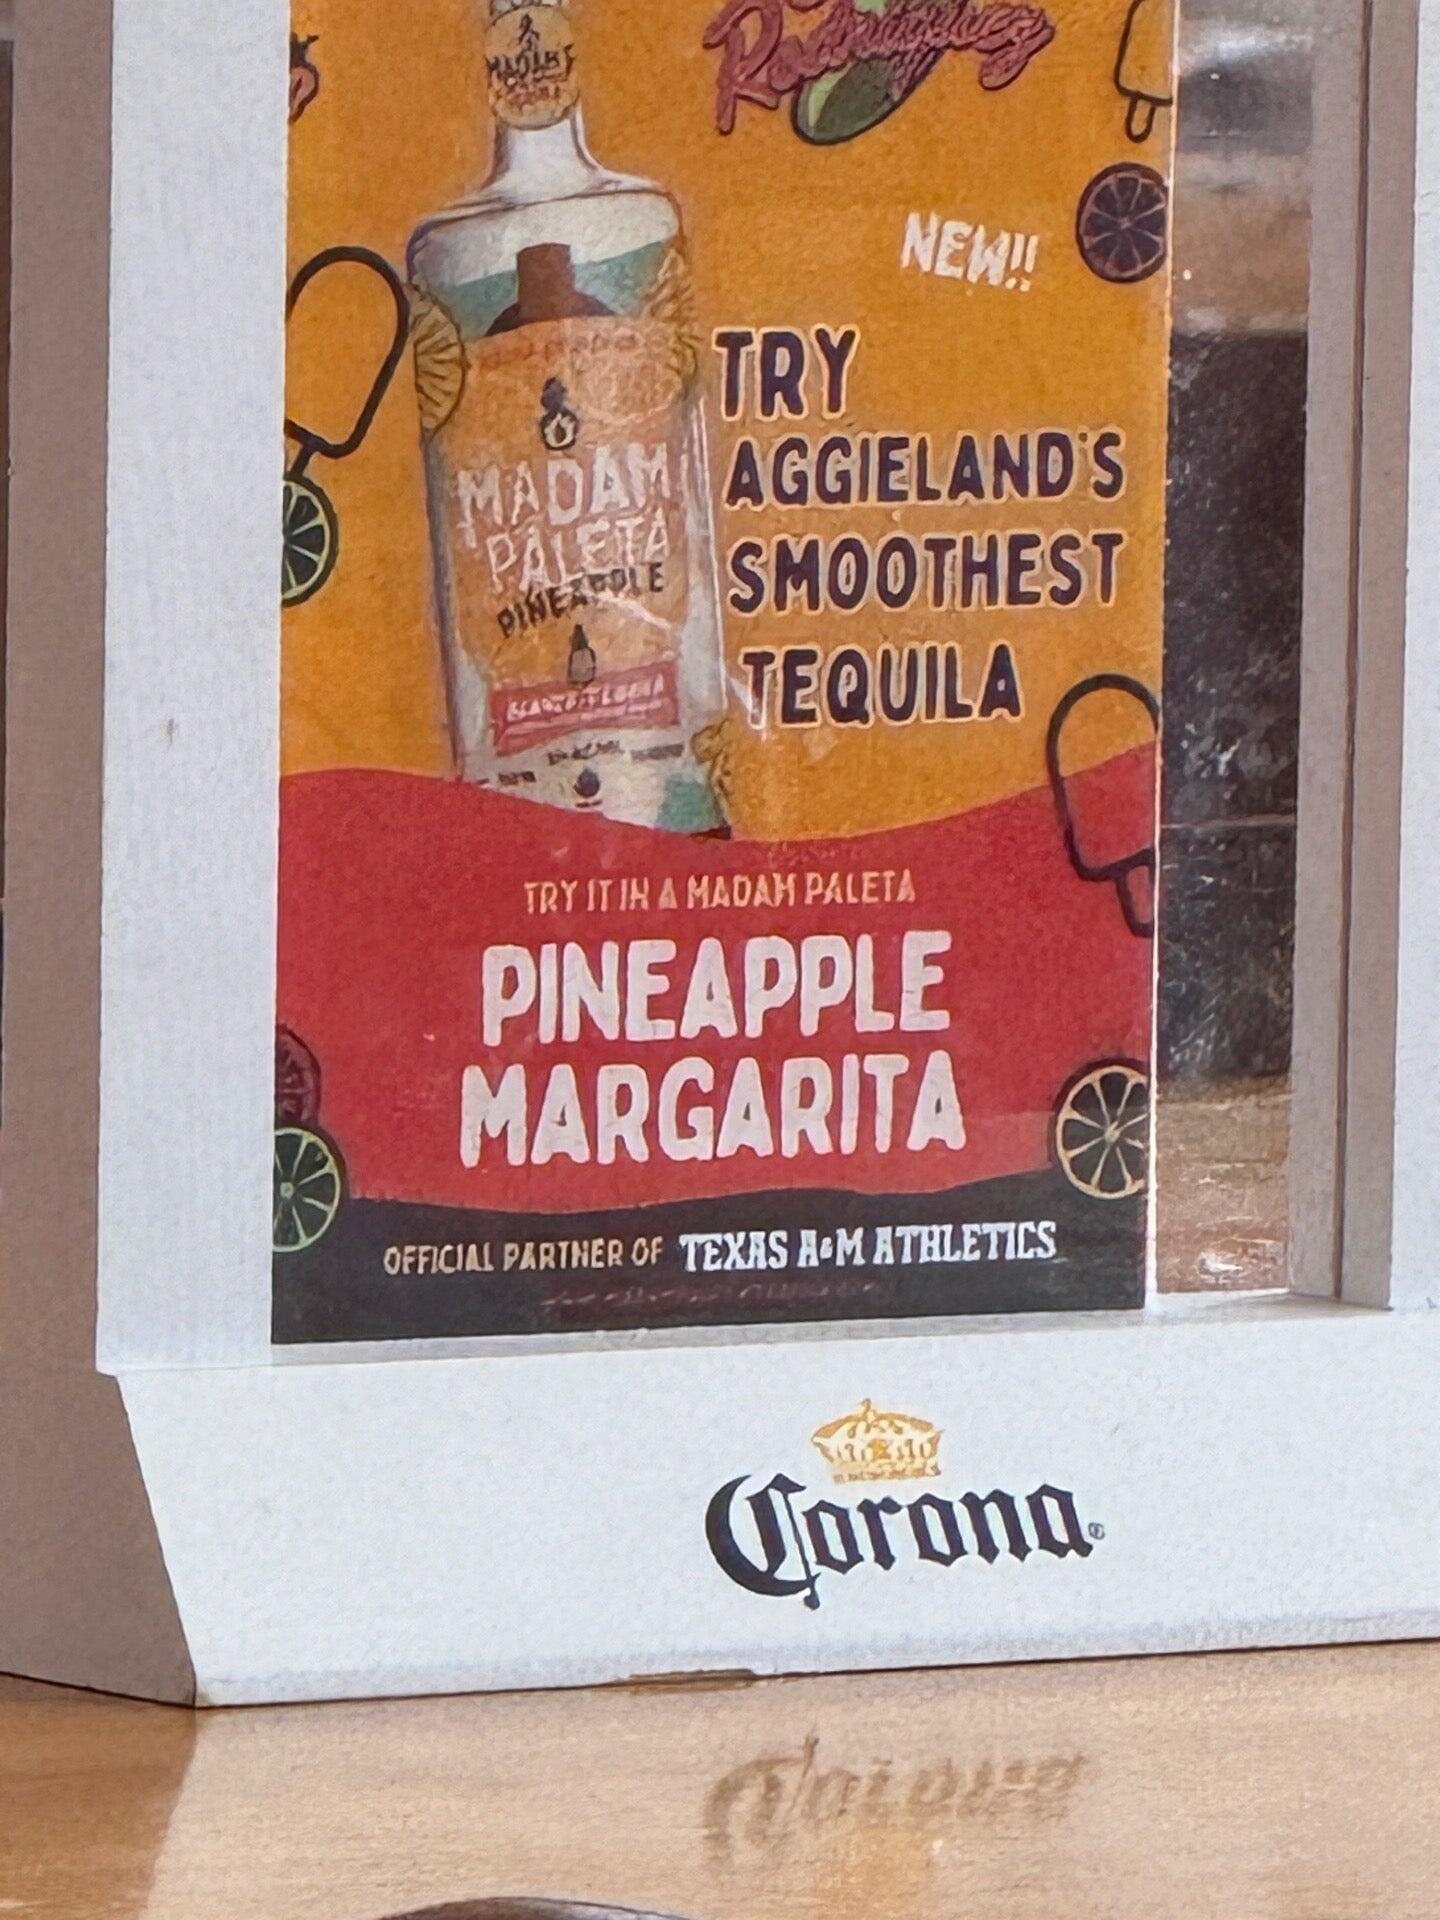 NEW!!
TRY
AGGIELAND'S
SMOOTHEST
TEQUILA
MADAM
PALETA
PINEAPPLE
TRY IT IN A MADAM PALETA
PINEAPPLE
MARGARITA
OFFICIAL PARTNER OF TEXAS A&M ATHLETICS
Corona